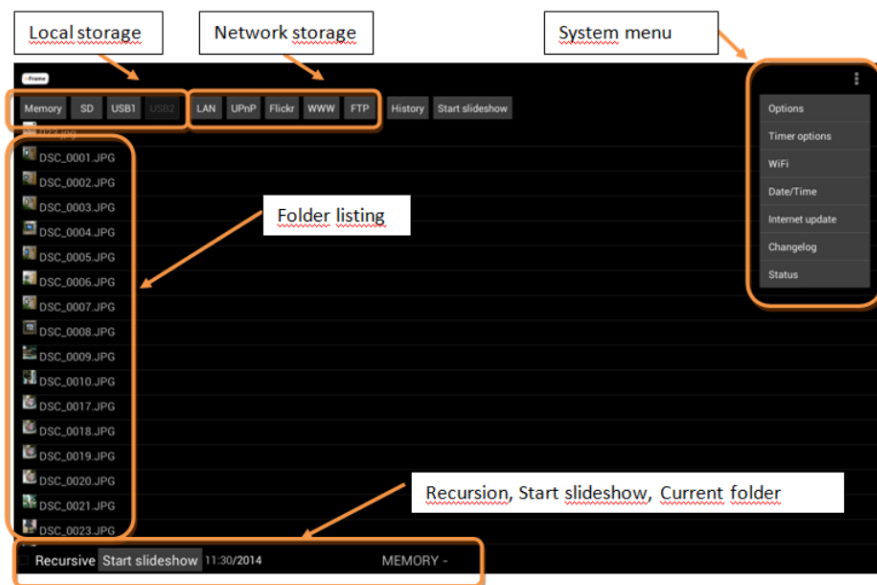 Local storage
Network storage
System menu
Frame
Memory SD USB1 USB2 LAN UPnP Flickr WWW FTP History Start slideshow
022.jpg
DSC_0001.JPG
DSC_0002.JPG
DSC_0003.JPG
DSC_0004.JPG
DSC_0005.JPG
DSC_0006.JPG
DSC_0007.JPG
DSC_0008.JPG
DSC_0009.JPG
DSC_0010.JPG
DSC_0017.JPG
DSC_0018.JPG
DSC_0019.JPG
DSC_0020.JPG
DSC_0021.JPG
DSC_0023.JPG
Options
Timer options
WiFi
Date/Time
Internet update
Changelog
Status
Folder listing
Recursion, Start slideshow, Current folder
Recursive Start slideshow 11:30/2014 MEMORY -